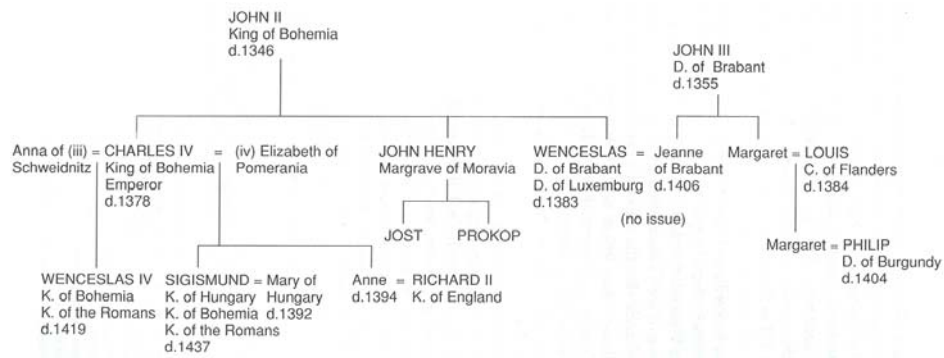 JOHN II
King of Bohemia
d.1346
JOHN III
D. of Brabant
d.1355
Anna of (iii) = CHARLES IV = (iv) Elizabeth of
Schweidnitz King of Bohemia Pomerania
Emperor
d.1378
JOHN HENRY
Margrave of Moravia
WENCESLAS = Jeanne
D. of Brabant of Brabant
D. of Luxemburg d.1406
d.1383
(no issue)
Margaret = LOUIS
C. of Flanders
d.1384
JOST PROKOP
Margaret = PHILIP
D. of Burgundy
d.1404
WENCESLAS IV
K. of Bohemia
K. of the Romans
d.1419
SIGISMUND = Mary of
K. of Hungary Hungary
K. of Bohemia d.1392
K. of the Romans
d.1437
Anne = RICHARD II
d.1394 K. of England